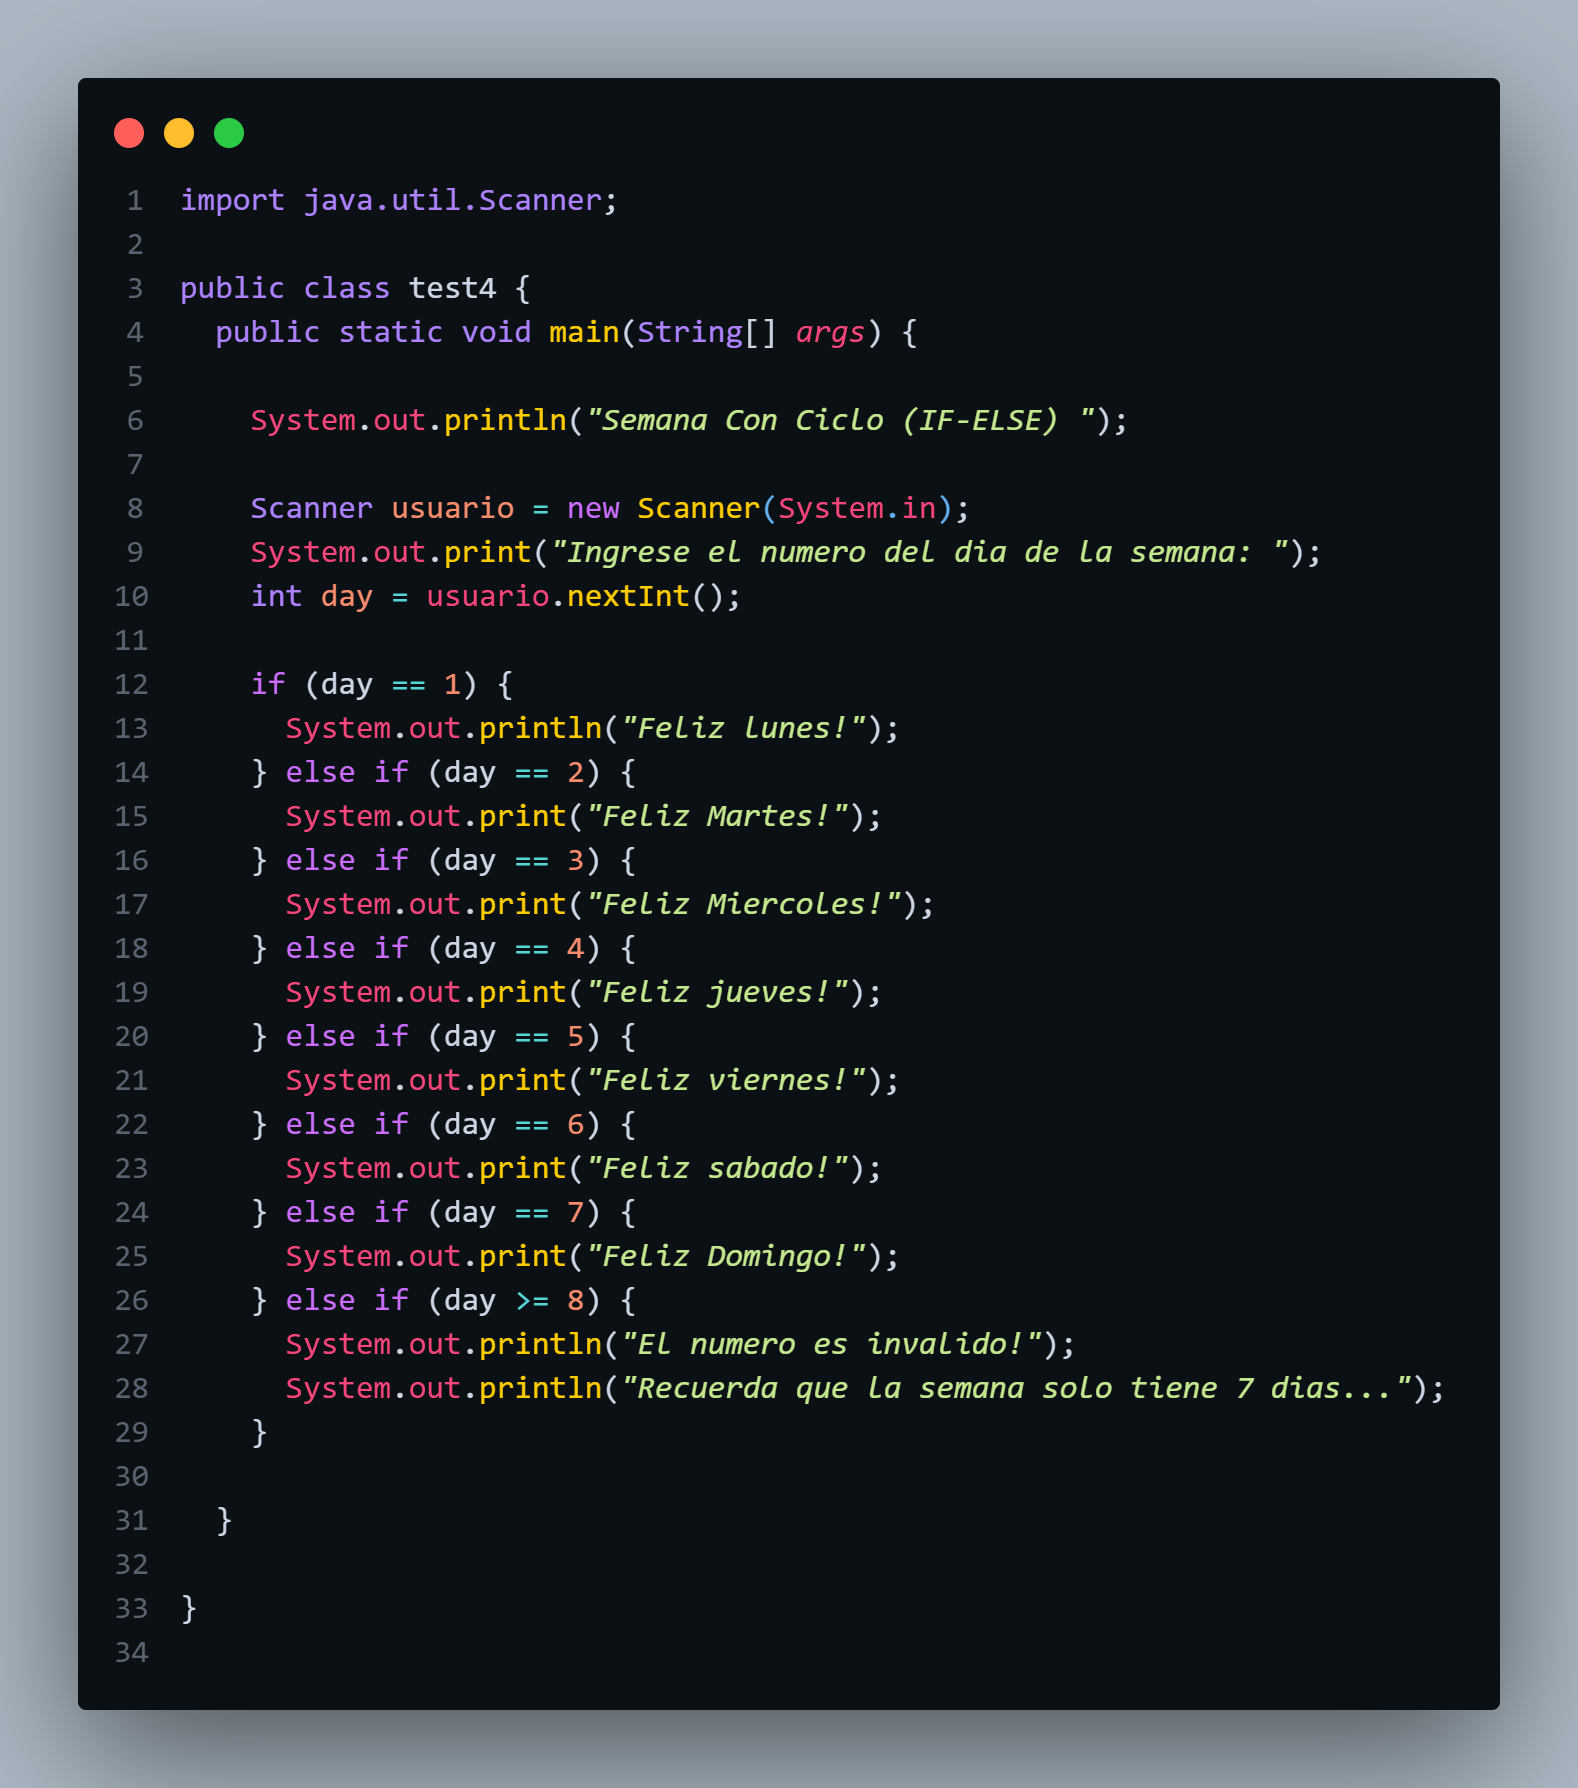 1 import java.util.Scanner;
2
3 public class test4 {
4   public static void main(String[] args) {
5
6     System.out.println("Semana Con Ciclo (IF-ELSE) ");
7
8     Scanner usuario = new Scanner(System.in);
9     System.out.print("Ingrese el numero del dia de la semana: ");
10     int day = usuario.nextInt();
11
12     if (day == 1) {
13       System.out.println("Feliz lunes!");
14     } else if (day == 2) {
15       System.out.print("Feliz Martes!");
16     } else if (day == 3) {
17       System.out.print("Feliz Miercoles!");
18     } else if (day == 4) {
19       System.out.print("Feliz jueves!");
20     } else if (day == 5) {
21       System.out.print("Feliz viernes!");
22     } else if (day == 6) {
23       System.out.print("Feliz sabado!");
24     } else if (day == 7) {
25       System.out.print("Feliz Domingo!");
26     } else if (day >= 8) {
27       System.out.println("El numero es invalido!");
28       System.out.println("Recuerda que la semana solo tiene 7 dias...");
29     }
30
31   }
32
33 }
34